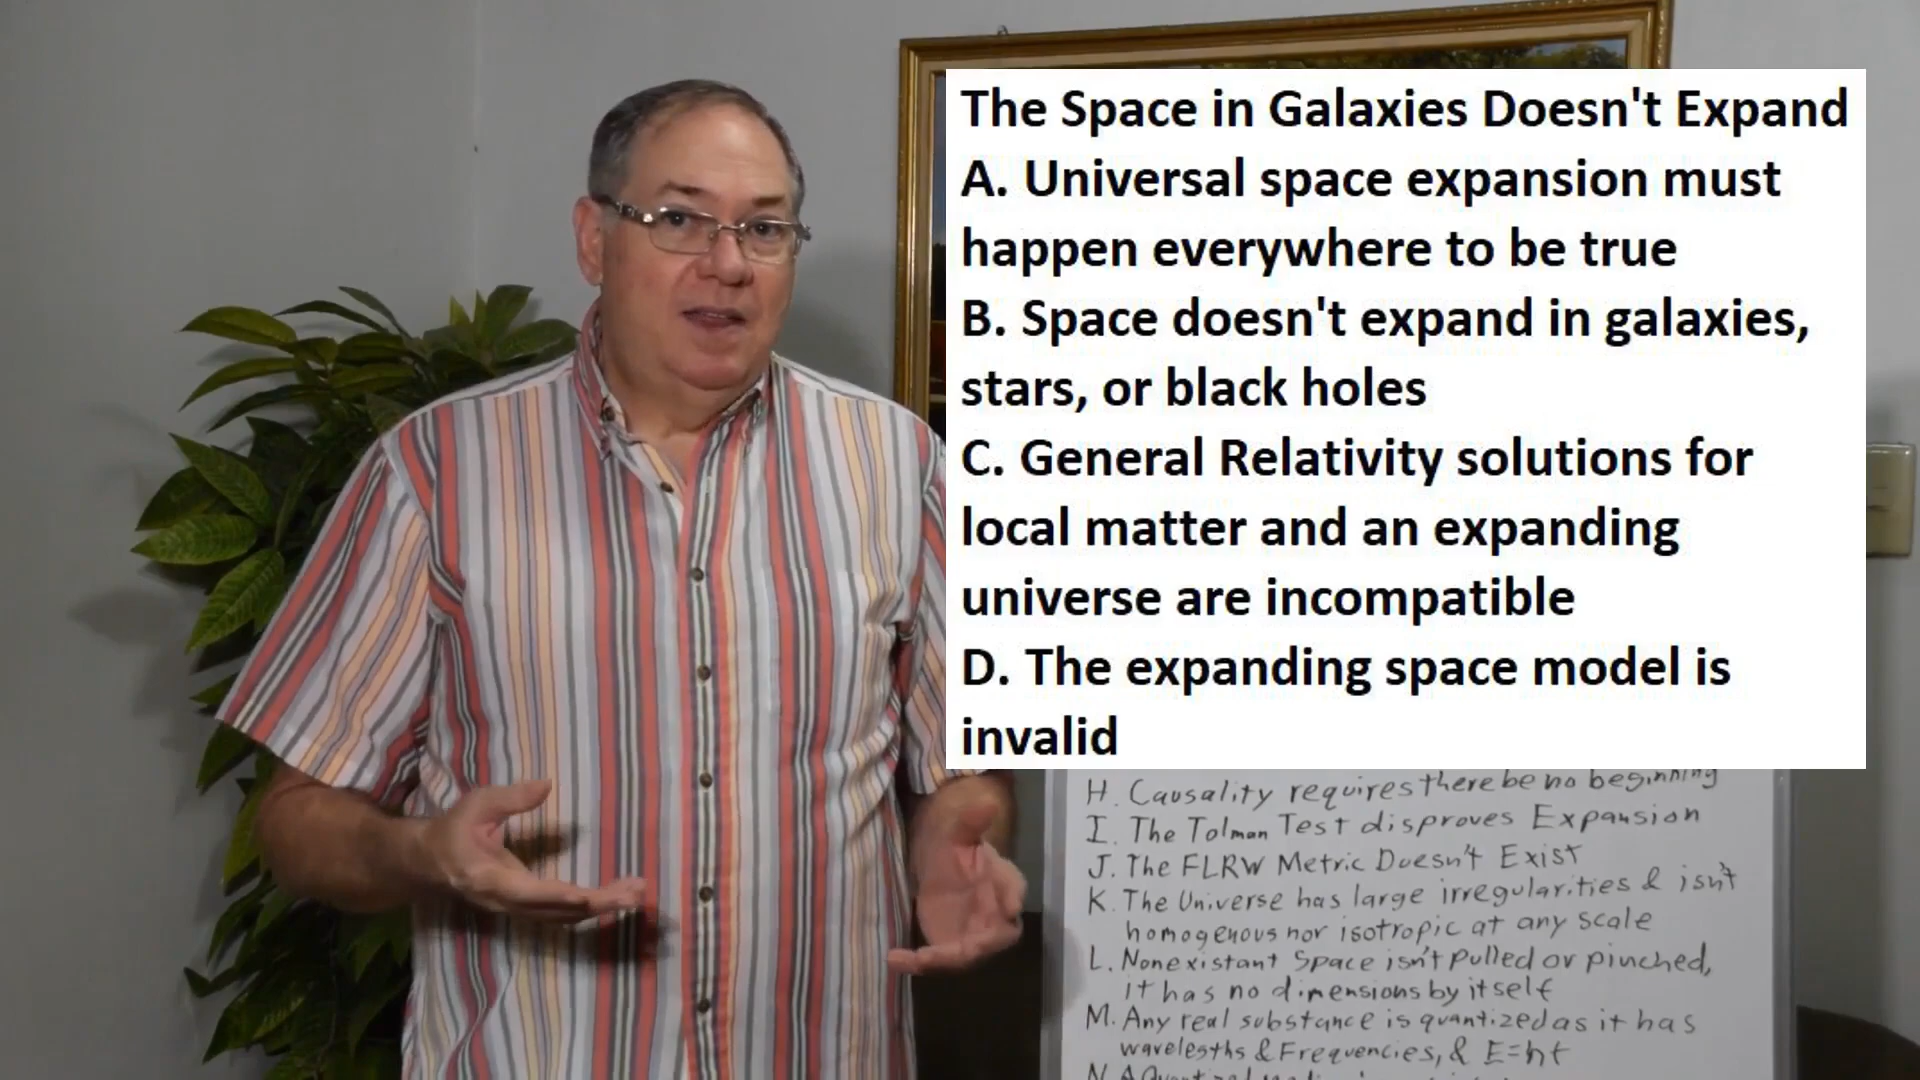 The Space in Galaxies Doesn't Expand
A. Universal space expansion must
happen everywhere to be true
B. Space doesn't expand in galaxies,
stars, or black holes
C. General Relativity solutions for
local matter and an expanding
universe are incompatible
D. The expanding space model is
invalid
H. Causality requires there be no beginning
I. The Tolman Test disproves Expansion
J. The FLRW Metric Doesn't Exist
K. The Universe has large irregularities & isn't
homogenous nor isotropic at any scale
L. Nonexistant Space isn't pulled or pinched,
it has no dimensions by itself
M. Any real substance is quantized as it has
& Frequencies, &